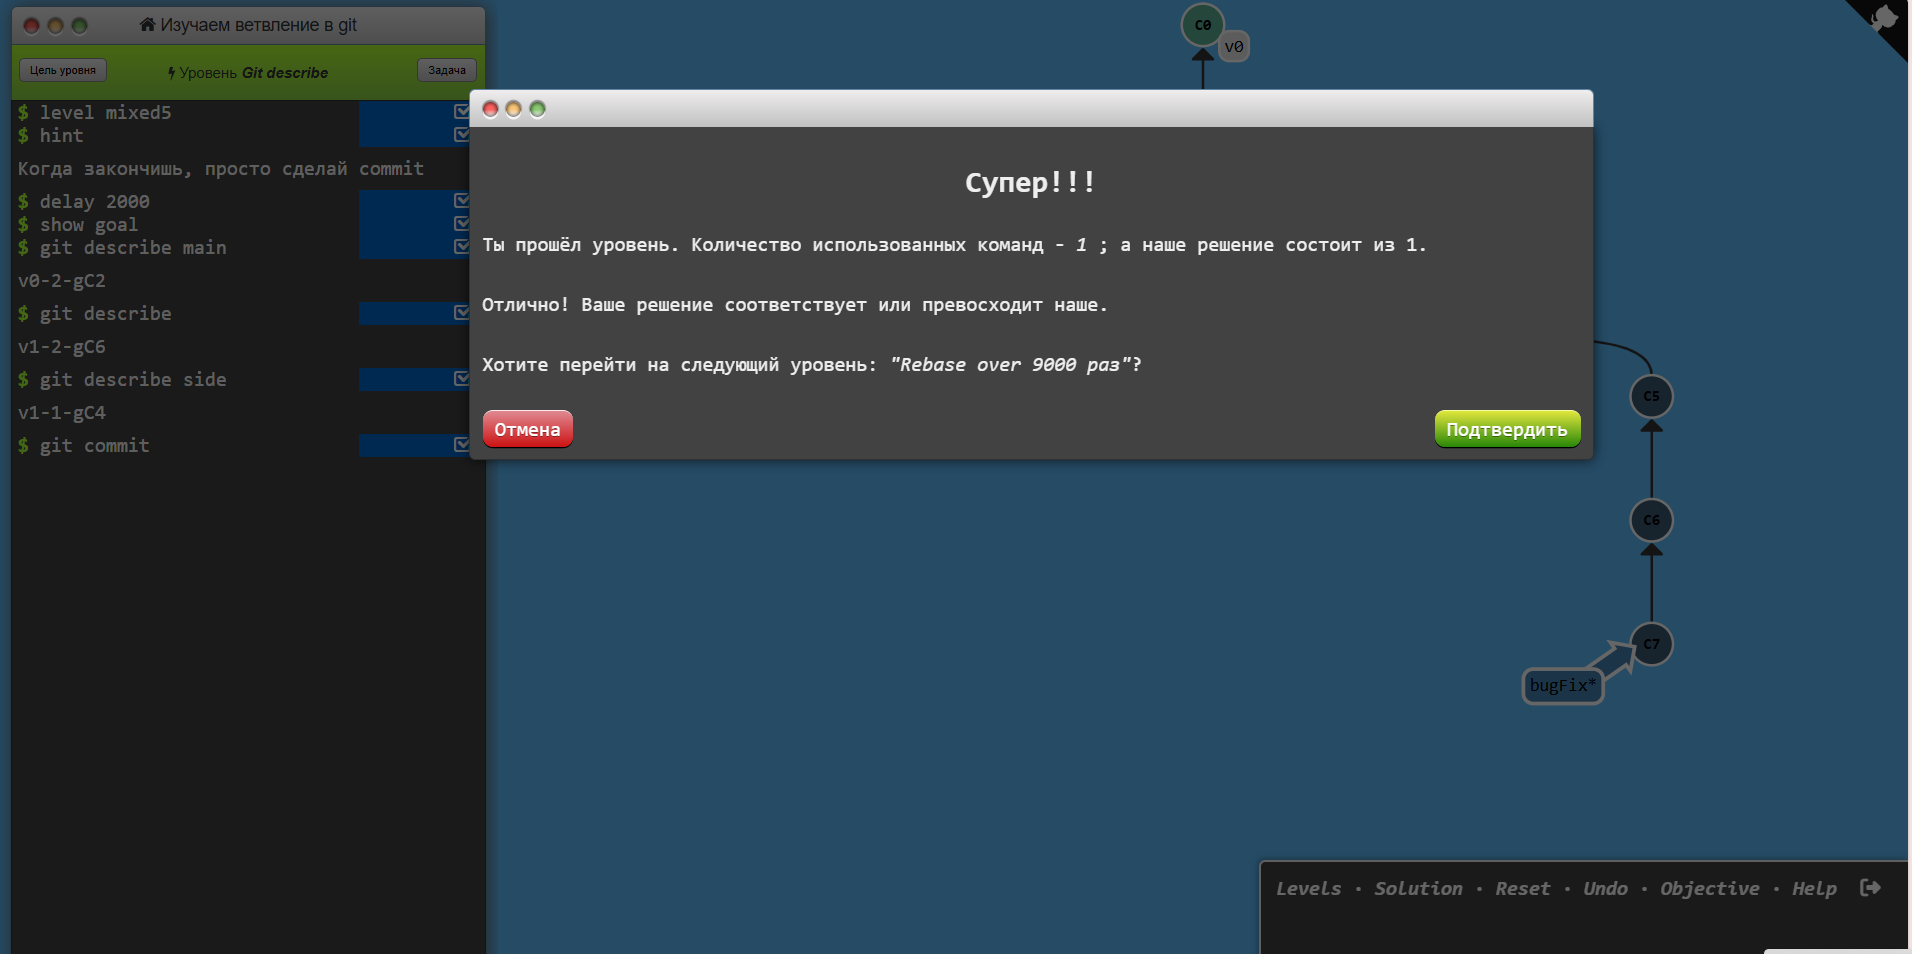 Изучаем ветвление в git
Цель уровня
Уровень Git describe
Задача
$ level mixed5
$ hint
Когда закончишь, просто сделай commit
$ delay 2000
$ show goal
$ git describe main
v0-2-gC2
$ git describe
v1-2-gC6
$ git describe side
v1-1-gC4
$ git commit
C0
v0
Супер!!!
Ты прошёл уровень. Количество использованных команд - 1 ; а наше решение состоит из 1.
Отлично! Ваше решение соответствует или превосходит наше.
Хотите перейти на следующий уровень: "Rebase over 9000 раз"?
Отмена
Подтвердить
C5
C6
C7
bugFix*
Levels · Solution · Reset · Undo · Objective · Help